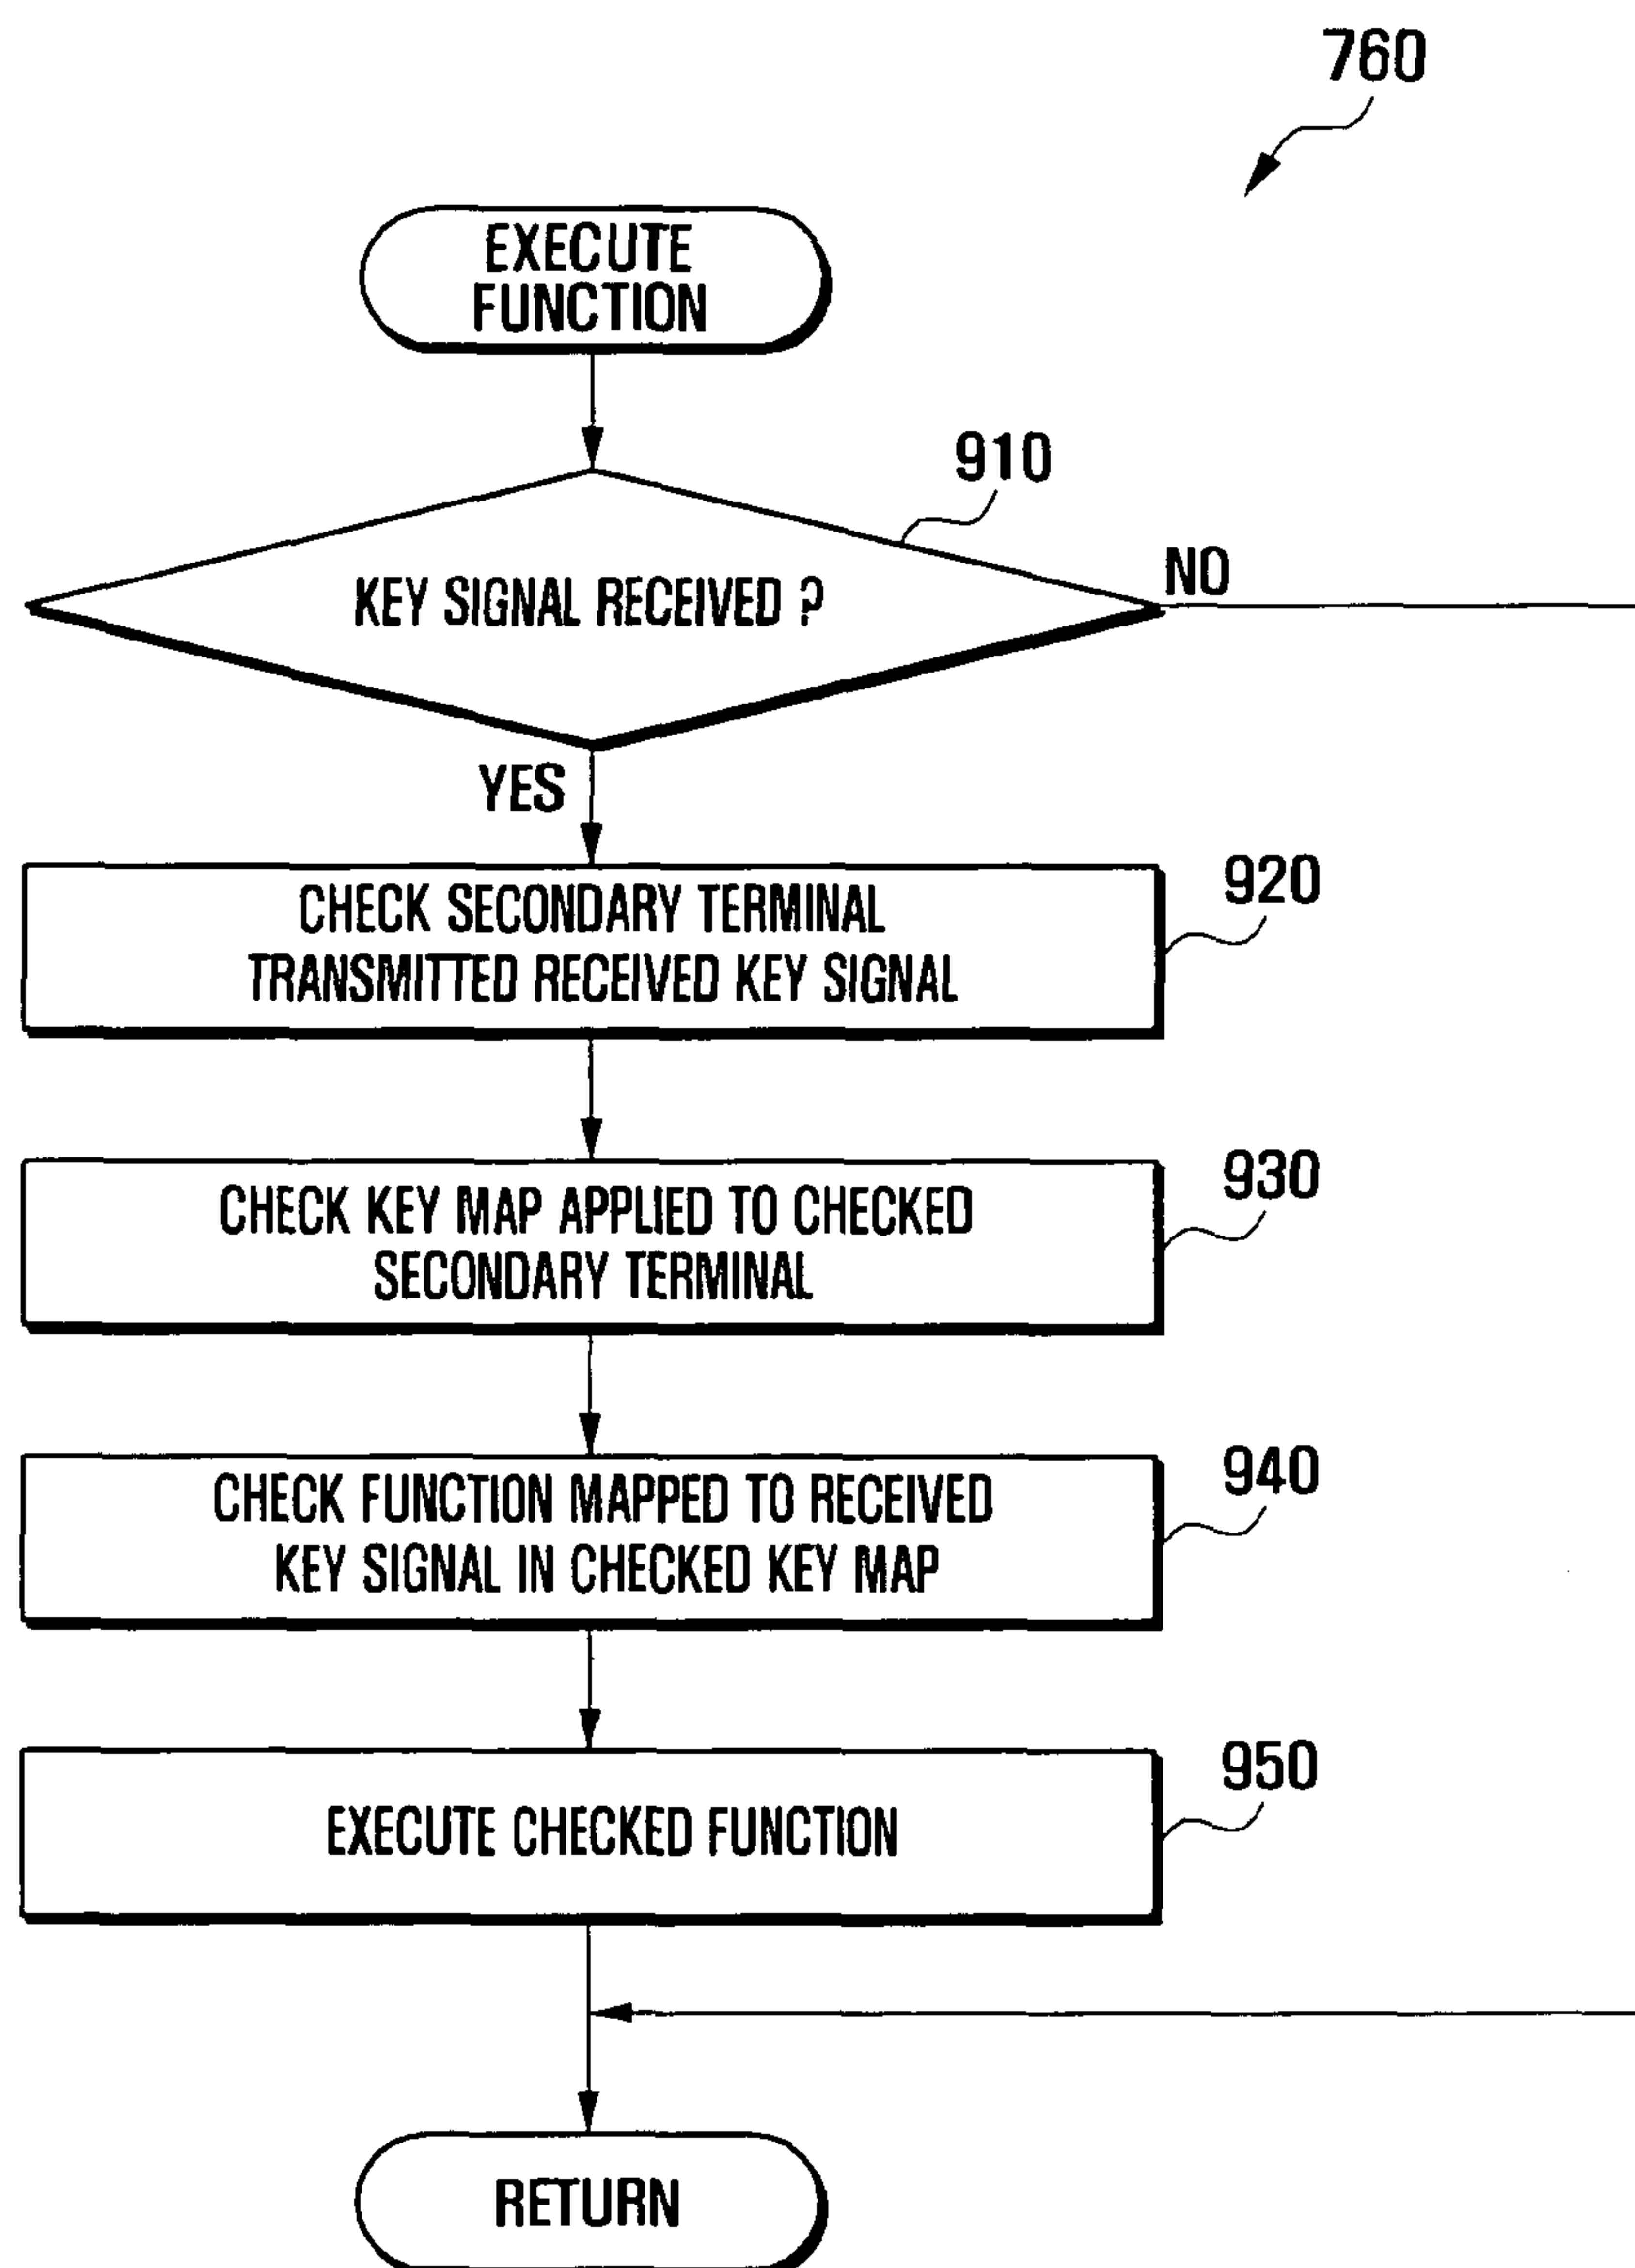 760
EXECUTE
FUNCTION
910
KEY SIGNAL RECEIVED ?
NO
YES
920
CHECK SECONDARY TERMINAL
TRANSMITTED RECEIVED KEY SIGNAL
930
CHECK KEY MAP APPLIED TO CHECKED
SECONDARY TERMINAL
940
CHECK FUNCTION MAPPED TO RECEIVED
KEY SIGNAL IN CHECKED KEY MAP
950
EXECUTE CHECKED FUNCTION
RETURN